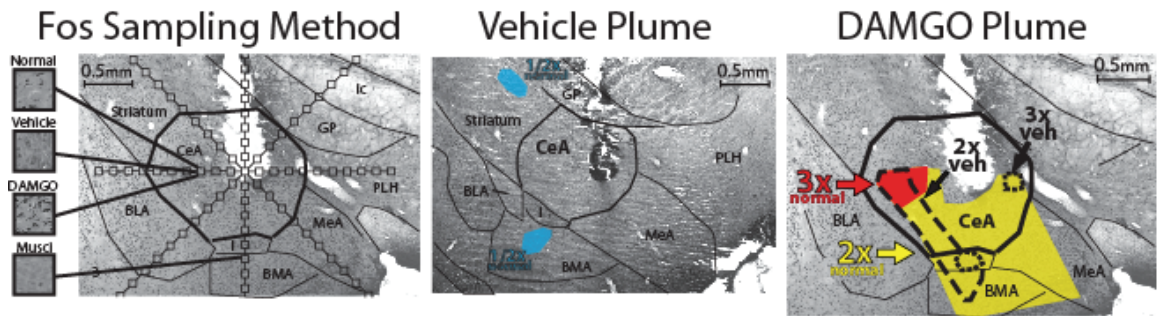 Fos Sampling Method
Normal
Vehicle
DAMGO
Musci
0.5mm
Striatum
Ic
GP
CeA
PLH
BLA
MeA
I
BMA
Vehicle Plume
1/2x
normal
0.5mm
GP
Striatum
CeA
PLH
BLA
I
MeA
1/2x
normal
BMA
DAMGO Plume
0.5mm
3x
veh
2x
veh
3x
normal
CeA
BLA
2x
normal
MeA
BMA